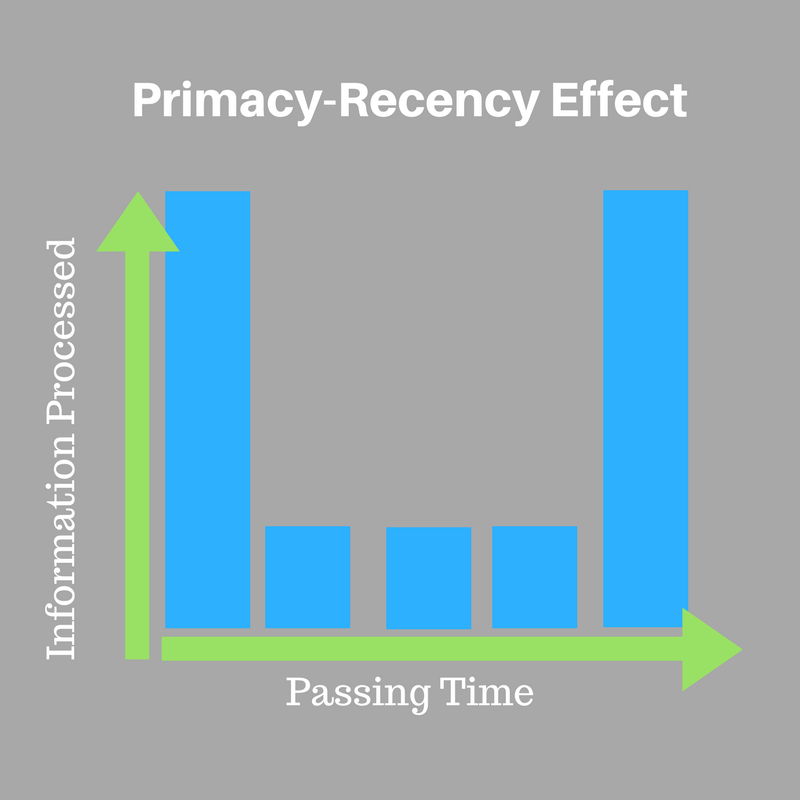 Primacy-Recency Effect
Information Processed
Passing Time